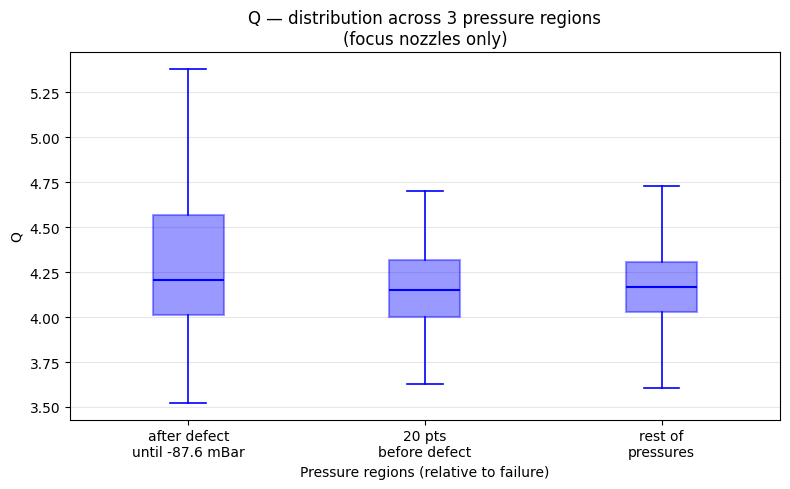 Q — distribution across 3 pressure regions
(focus nozzles only)
5.25
5.00
4.75
4.50
4.25
4.00
3.75
3.50
Q
after defect
until -87.6 mBar
20 pts
before defect
rest of
pressures
Pressure regions (relative to failure)